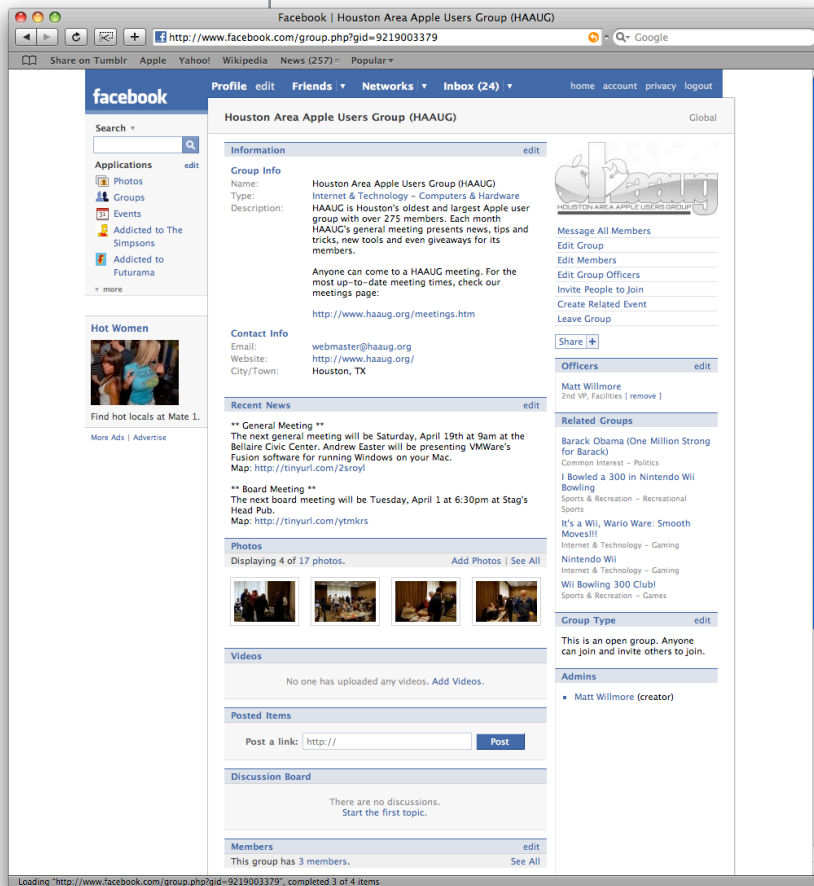 Facebook | Houston Area Apple Users Group (HAAUG)
http://www.facebook.com/group.php?gid=9219003379
Google
Share on Tumblr Apple Yahoo! Wikipedia News (257) Popular
facebook
Profile edit Friends Networks Inbox (24) home account privacy logout
Search
Applications edit
Photos
Groups
31 Events
Addicted to The
Simpsons
Addicted to
Futurama
more
Hot Women
Find hot locals at Mate 1.
More Ads | Advertise
Houston Area Apple Users Group (HAAUG) Global
Information edit
Group Info
Name: Houston Area Apple Users Group (HAAUG)
Type: Internet & Technology - Computers & Hardware
Description: HAAUG is Houston's oldest and largest Apple user
group with over 275 members. Each month
HAAUG's general meeting presents news, tips and
tricks, new tools and even giveaways for its
members.
Anyone can come to a HAAUG meeting. For the
most up-to-date meeting times, check our
meetings page:
http://www.haaug.org/meetings.htm
Contact Info
Email: webmaster@haaug.org
Website: http://www.haaug.org/
City/Town: Houston, TX
Recent News edit
** General Meeting **
The next general meeting will be Saturday, April 19th at 9am at the
Bellaire Civic Center. Andrew Easter will be presenting VMWare's
Fusion software for running Windows on your Mac.
Map: http://tinyurl.com/2sroyl
** Board Meeting **
The next board meeting will be Tuesday, April 1 at 6:30pm at Stag's
Head Pub.
Map: http://tinyurl.com/ytmkrs
Photos
Displaying 4 of 17 photos. Add Photos | See All
Videos
No one has uploaded any videos. Add Videos.
Posted Items
Post a link: http:// Post
Discussion Board
There are no discussions.
Start the first topic.
Members edit
This group has 3 members. See All
haaug
HOUSTON AREA APPLE USERS GROUP
Message All Members
Edit Group
Edit Members
Edit Group Officers
Invite People to Join
Create Related Event
Leave Group
Share +
Officers edit
Matt Willmore
2nd VP, Facilities [ remove ]
Related Groups
Barack Obama (One Million Strong
for Barack)
Common Interest - Politics
I Bowled a 300 in Nintendo Wii
Bowling
Sports & Recreation - Recreational
Sports
It's a Wii, Wario Ware: Smooth
Moves!!!
Internet & Technology - Gaming
Nintendo Wii
Internet & Technology - Gaming
Wii Bowling 300 Club!
Sports & Recreation - Games
Group Type edit
This is an open group. Anyone
can join and invite others to join.
Admins
Matt Willmore (creator)
Loading "http://www.facebook.com/group.php?gid=9219003379", completed 3 of 4 items